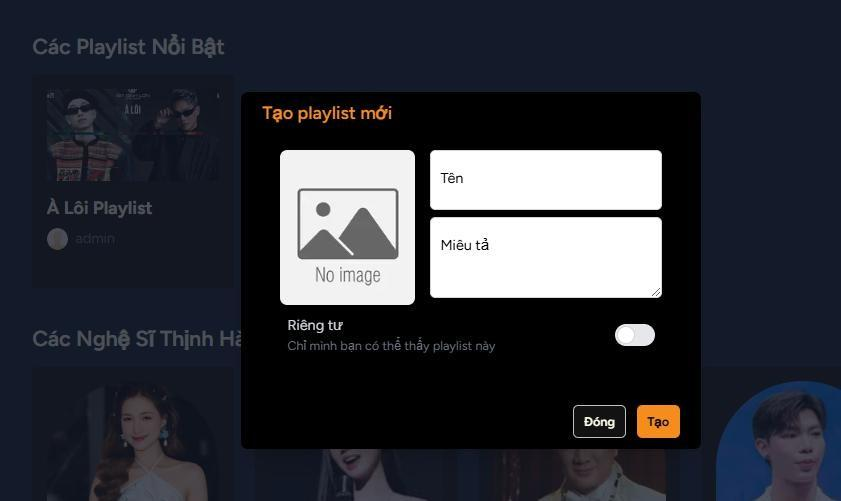 Các Playlist Nổi Bật
À LÔI
À Lôi Playlist
admin
Tạo playlist mới
No image
Tên
Miêu tả
Riêng tư
Chỉ mình bạn có thể thấy playlist này
Các Nghệ Sĩ Thịnh Hà
Đóng
Tạo